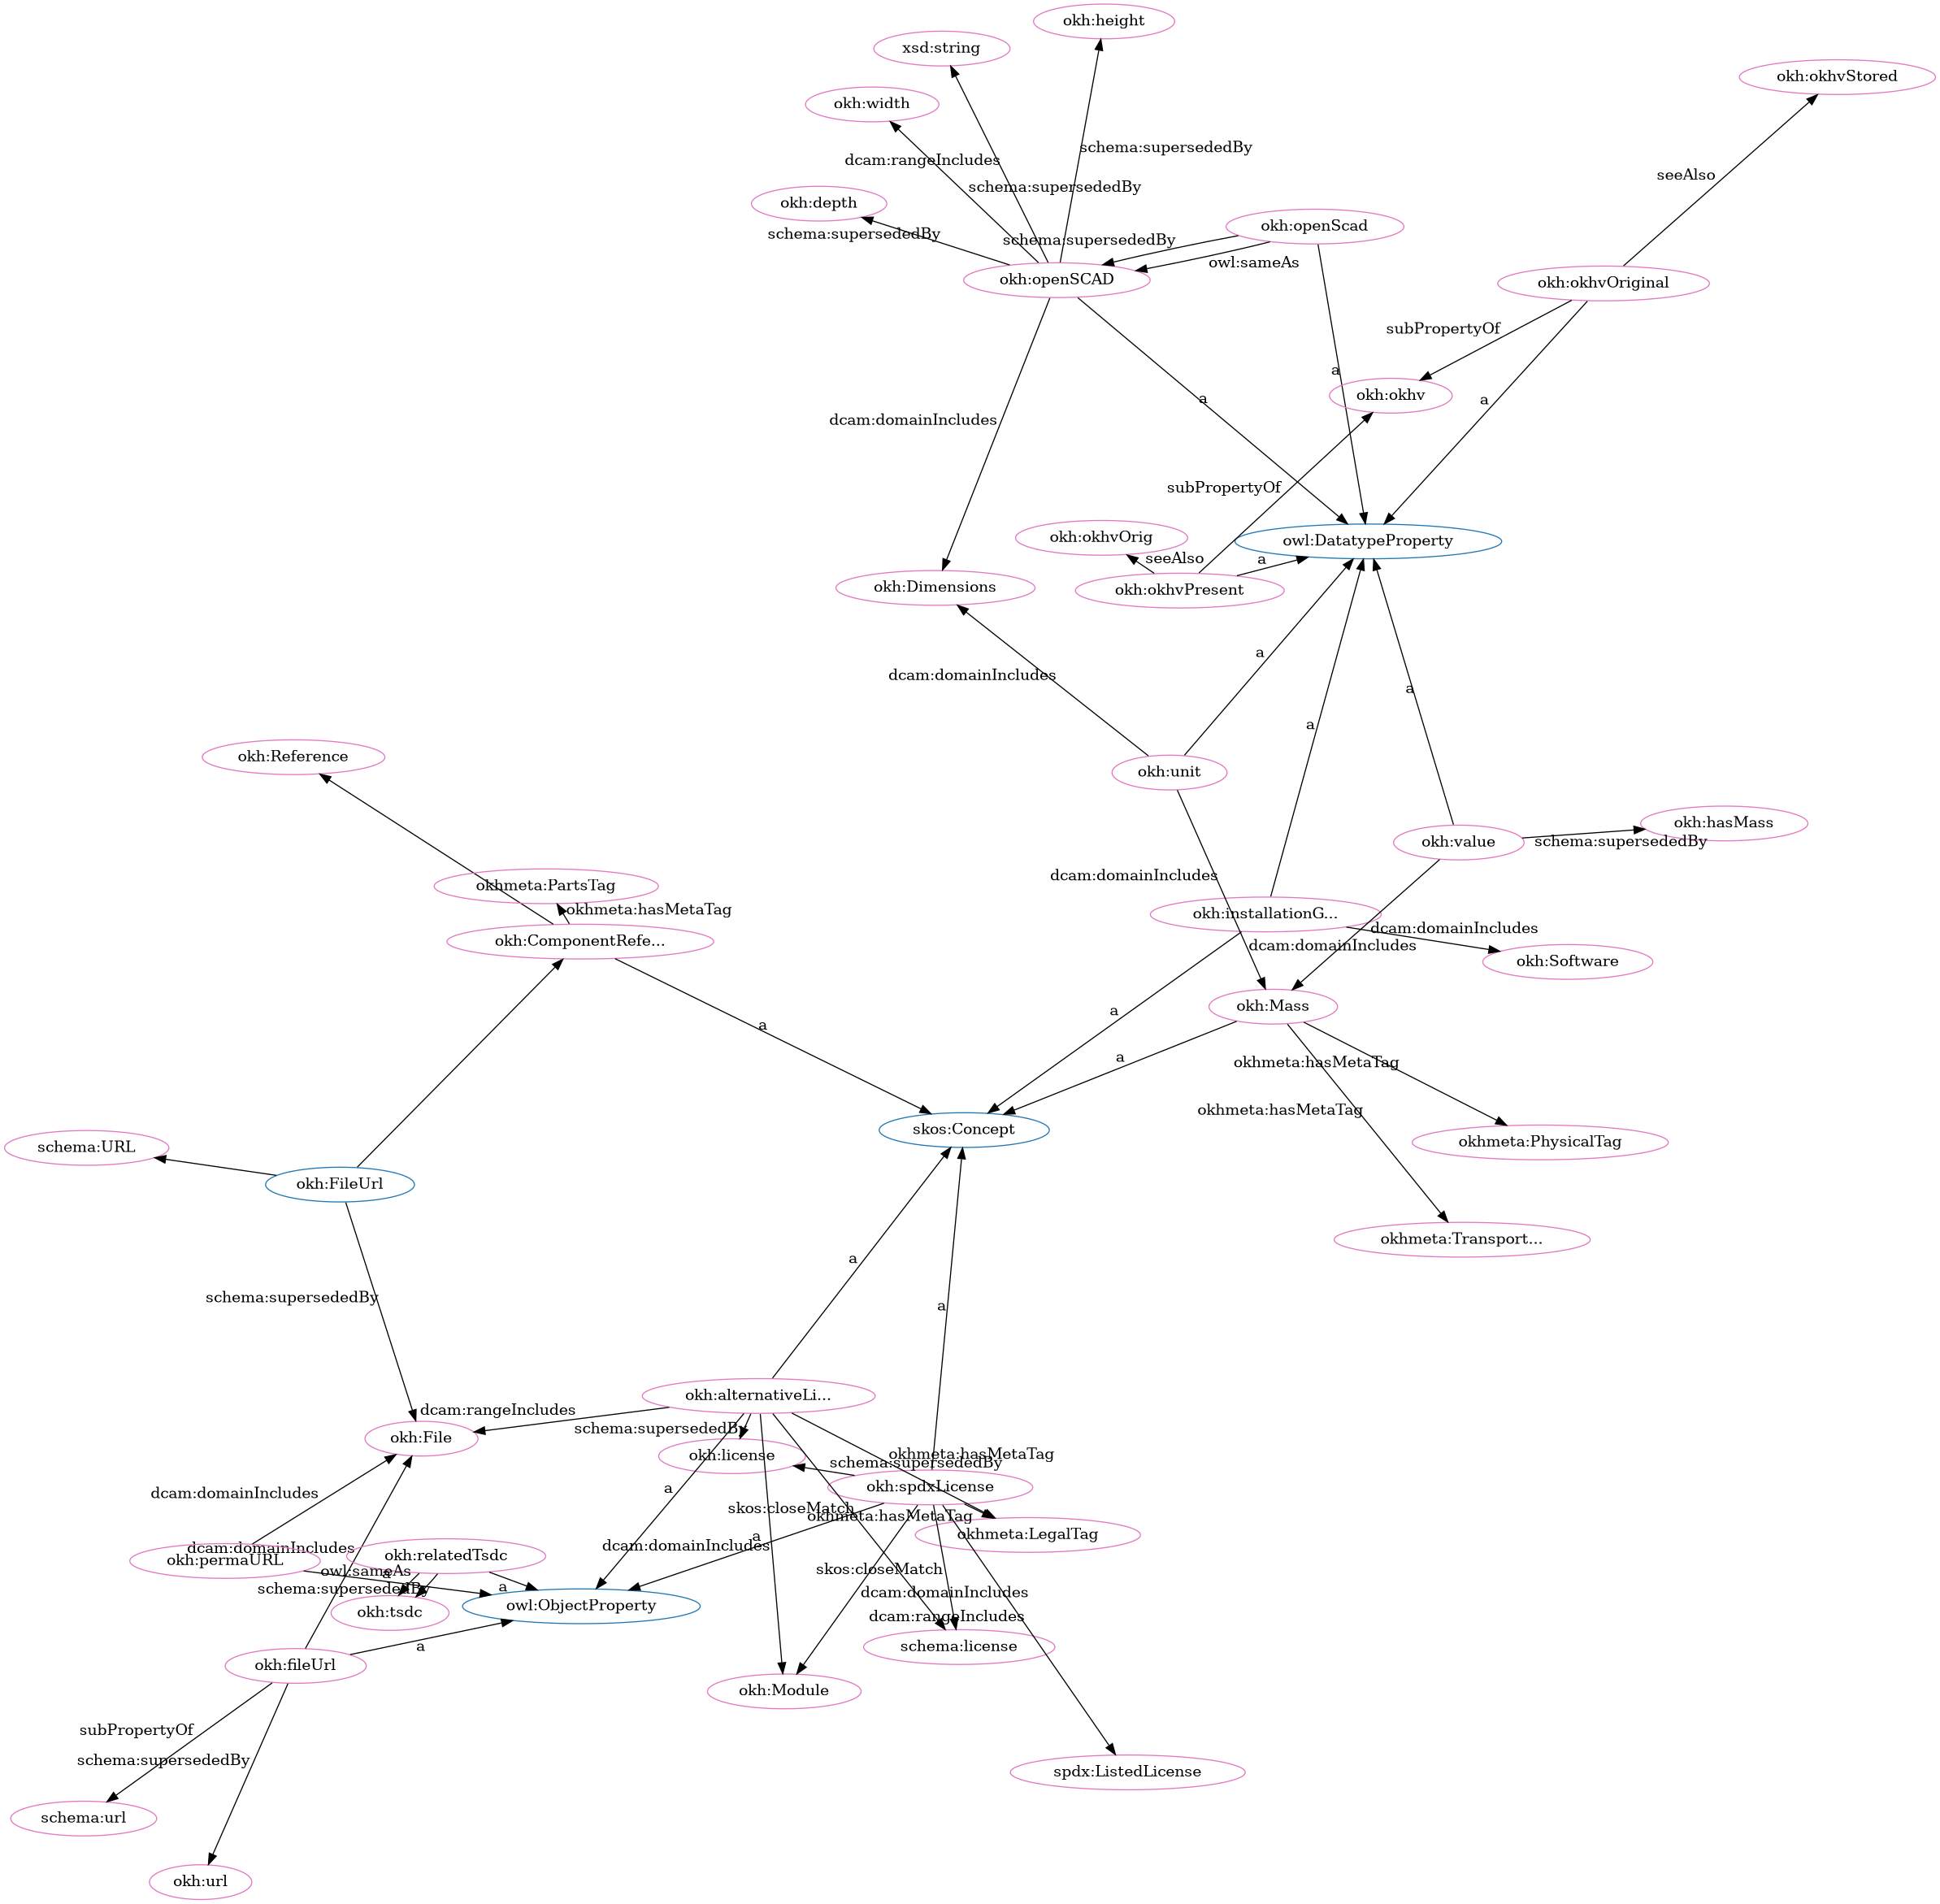 okh:height
xsd:string
okh:okhvStored
okh:width
schema:supersededBy
dcam:rangeIncludes
seeAlso
schema:supersededBy
okh:depth
okh:openScad
schema:supersededBy
schema:supersededBy
owl:sameAs
okh:openSCAD
okh:okhvOriginal
subPropertyOf
a
okh:okhv
a
a
dcam:domainIncludes
subPropertyOf
okh:okhvOrig
owl:DatatypeProperty
seeAlso
a
okh:Dimensions
okh:okhvPresent
a
dcam:domainIncludes
a
a
okh:Reference
okh:unit
okh:hasMass
okh:value
schema:supersededBy
dcam:domainIncludes
okhmeta:PartsTag
okhmeta:hasMetaTag
okh:installationG...
dcam:domainIncludes
okh:ComponentRefe...
dcam:domainIncludes
okh:Software
okh:Mass
a
a
a
okhmeta:hasMetaTag
okhmeta:hasMetaTag
skos:Concept
okhmeta:PhysicalTag
schema:URL
okh:FileUrl
okhmeta:Transport...
a
schema:supersededBy
a
okh:alternativeLi...
dcam:rangeIncludes
schema:supersededBy
okh:File
okh:license
okhmeta:hasMetaTag
schema:supersededBy
okh:spdxLicense
a
dcam:domainIncludes
skos:closeMatch
okhmeta:hasMetaTag
okhmeta:LegalTag
a
dcam:domainIncludes
dcam:domainIncludes
okh:relatedTsdc
okh:permaURL
owl:sameAs
a
skos:closeMatch
schema:supersededBy
a
dcam:domainIncludes
okh:tsdc
owl:ObjectProperty
dcam:rangeIncludes
a
schema:license
okh:fileUrl
okh:Module
subPropertyOf
schema:supersededBy
spdx:ListedLicense
schema:url
okh:url